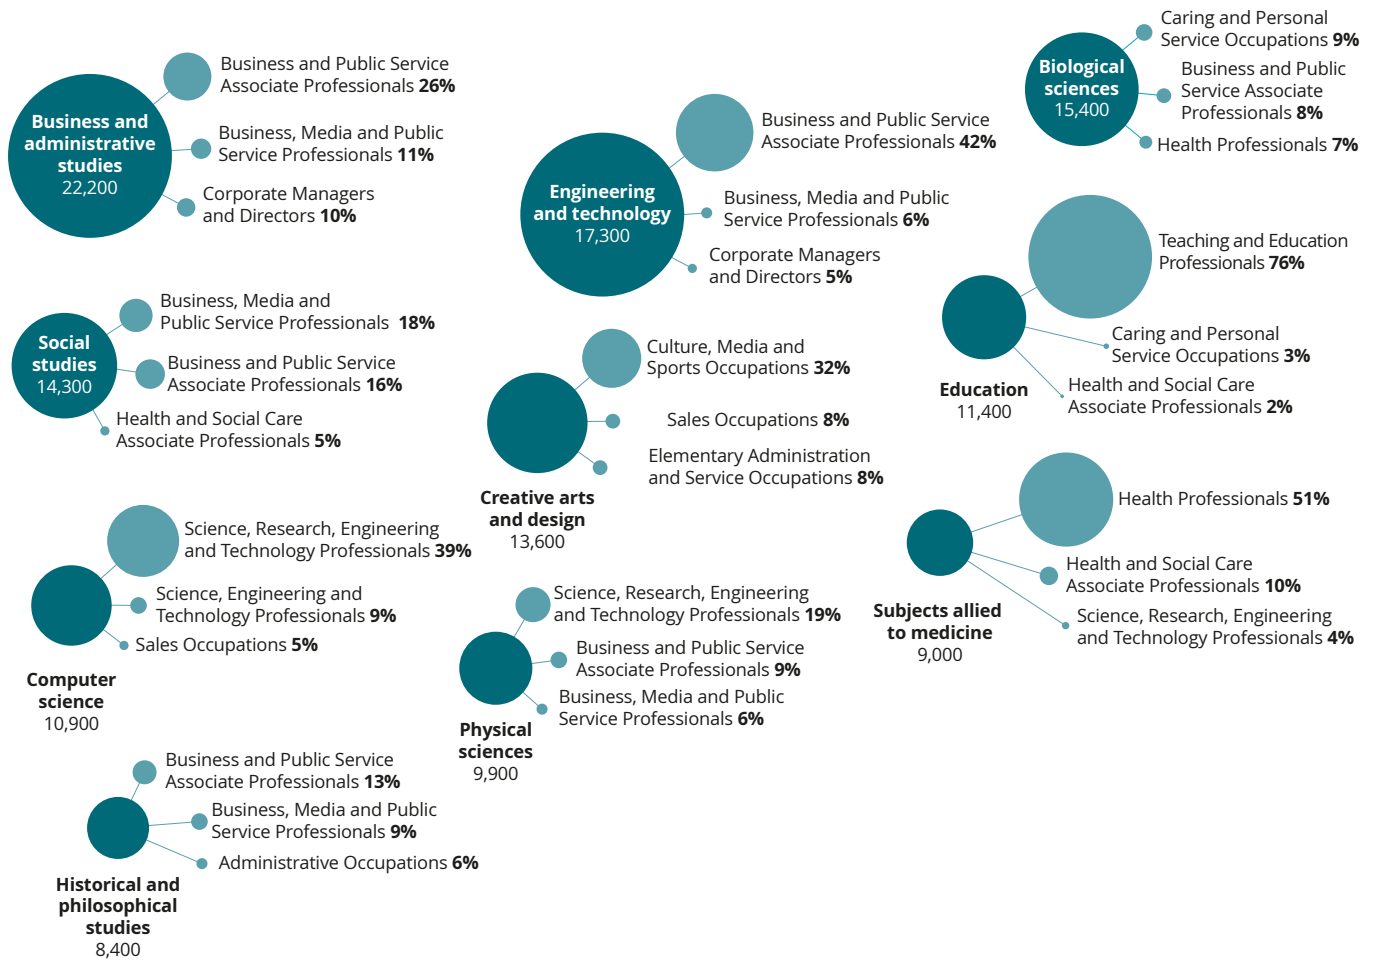 Business and
administrative
studies
22,200
Business and Public Service
Associate Professionals 26%
Business, Media and Public
Service Professionals 11%
Corporate Managers
and Directors 10%
Engineering
and technology
17,300
Business and Public Service
Associate Professionals 42%
Business, Media and Public
Service Professionals 6%
Corporate Managers
and Directors 5%
Biological
sciences
15,400
Caring and Personal
Service Occupations 9%
Business and Public
Service Associate
Professionals 8%
Health Professionals 7%
Social
studies
14,300
Business, Media and
Public Service Professionals 18%
Business and Public Service
Associate Professionals 16%
Health and Social Care
Associate Professionals 5%
Culture, Media and
Sports Occupations 32%
Sales Occupations 8%
Elementary Administration
and Service Occupations 8%
Creative arts
and design
13,600
Teaching and Education
Professionals 76%
Caring and Personal
Service Occupations 3%
Health and Social Care
Associate Professionals 2%
Education
11,400
Science, Research, Engineering
and Technology Professionals 39%
Science, Engineering and
Technology Professionals 9%
Sales Occupations 5%
Computer
science
10,900
Science, Research, Engineering
and Technology Professionals 19%
Business and Public Service
Associate Professionals 9%
Business, Media and Public
Service Professionals 6%
Physical
sciences
9,900
Health Professionals 51%
Health and Social Care
Associate Professionals 10%
Science, Research, Engineering
and Technology Professionals 4%
Subjects allied
to medicine
9,000
Business and Public Service
Associate Professionals 13%
Business, Media and Public
Service Professionals 9%
Administrative Occupations 6%
Historical and
philosophical
studies
8,400